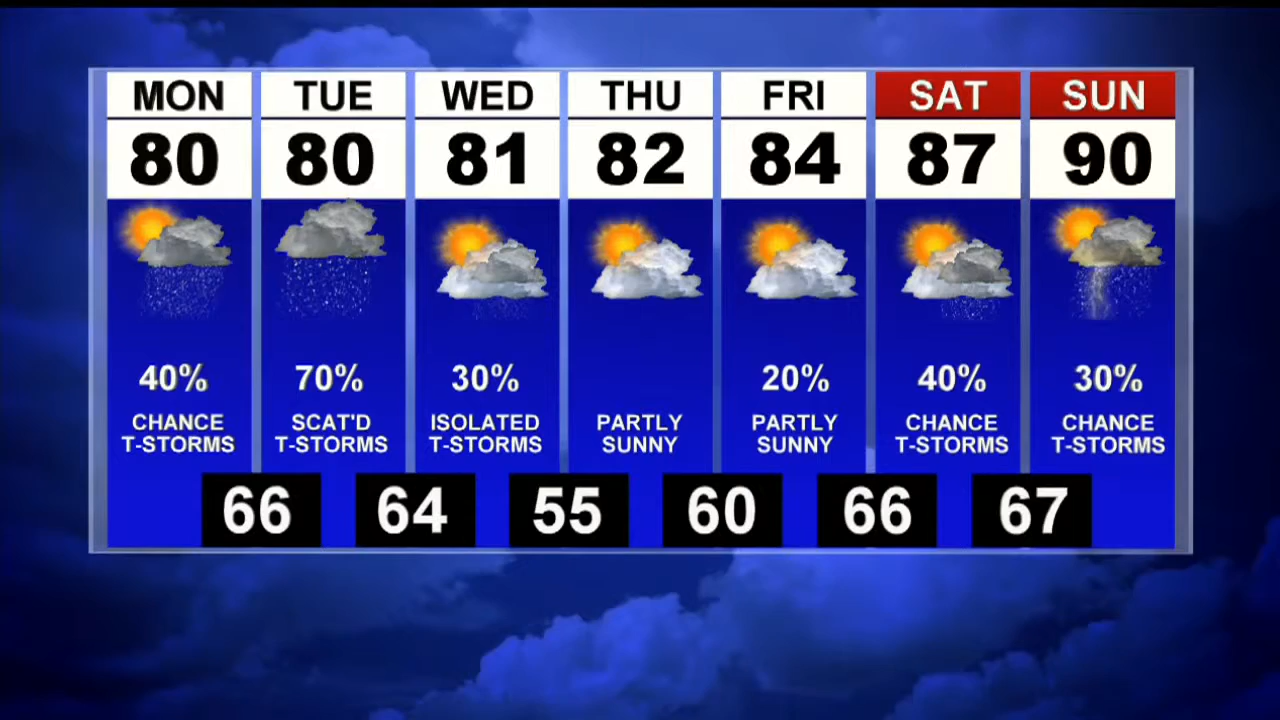 MON TUE WED THU FRI SAT SUN
80 80 81 82 84 87 90
40% 70% 30% 20% 40% 30%
CHANCE SCAT'D ISOLATED PARTLY PARTLY CHANCE CHANCE
T-STORMS T-STORMS T-STORMS SUNNY SUNNY T-STORMS T-STORMS
66 64 55 60 66 67